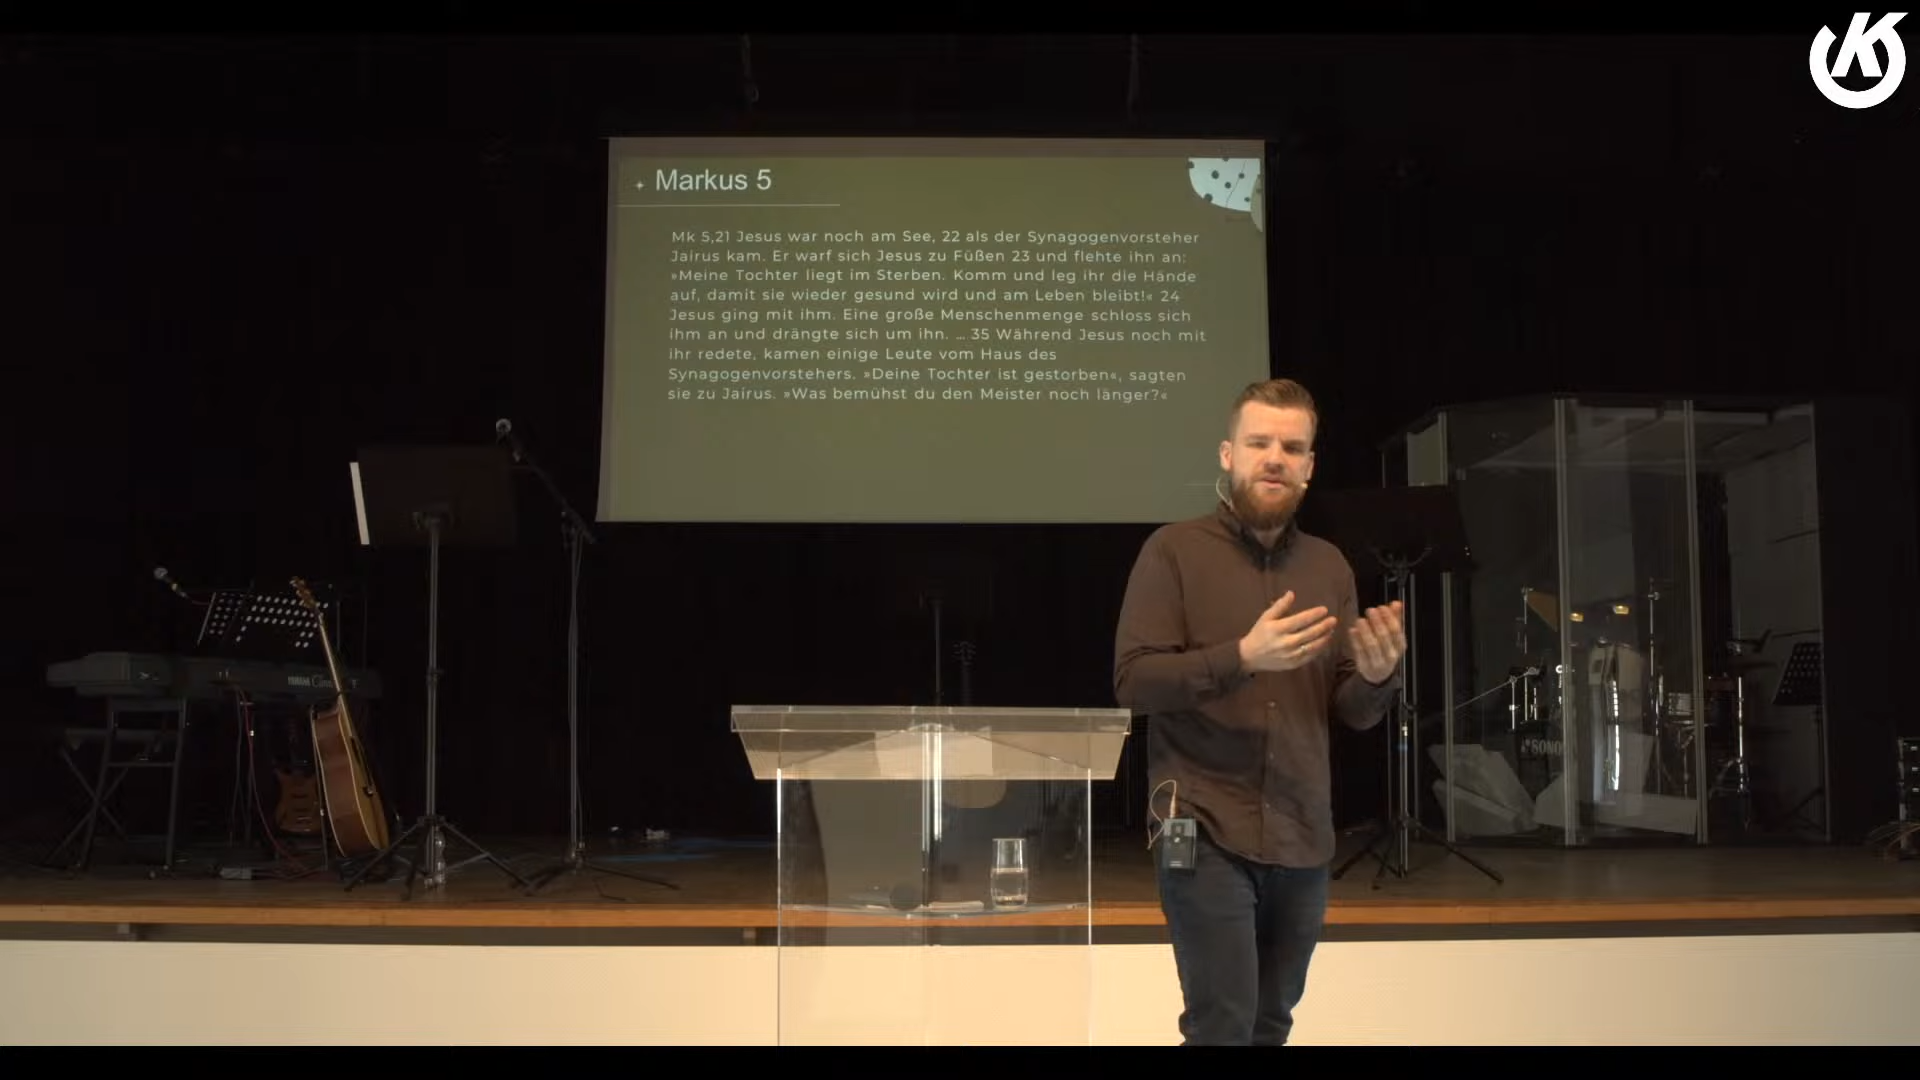 Markus 5
Mk 5,21 Jesus war noch am See, 22 als der Synagogenvorsteher
Jaïrus kam. Er warf sich Jesus zu Füßen 23 und flehte ihn an:
»Meine Tochter liegt im Sterben. Komm und leg ihr die Hände
auf, damit sie wieder gesund wird und am Leben bleibt!« 24
Jesus ging mit ihm. Eine große Menschenmenge schloss sich
ihm an und drängte sich um ihn. … 35 Während Jesus noch mit
ihr redete, kamen einige Leute vom Haus des
Synagogenvorstehers. »Deine Tochter ist gestorben«, sagten
sie zu Jaïrus. »Was bemühst du den Meister noch länger?«
YAMAHA
SONOR
K